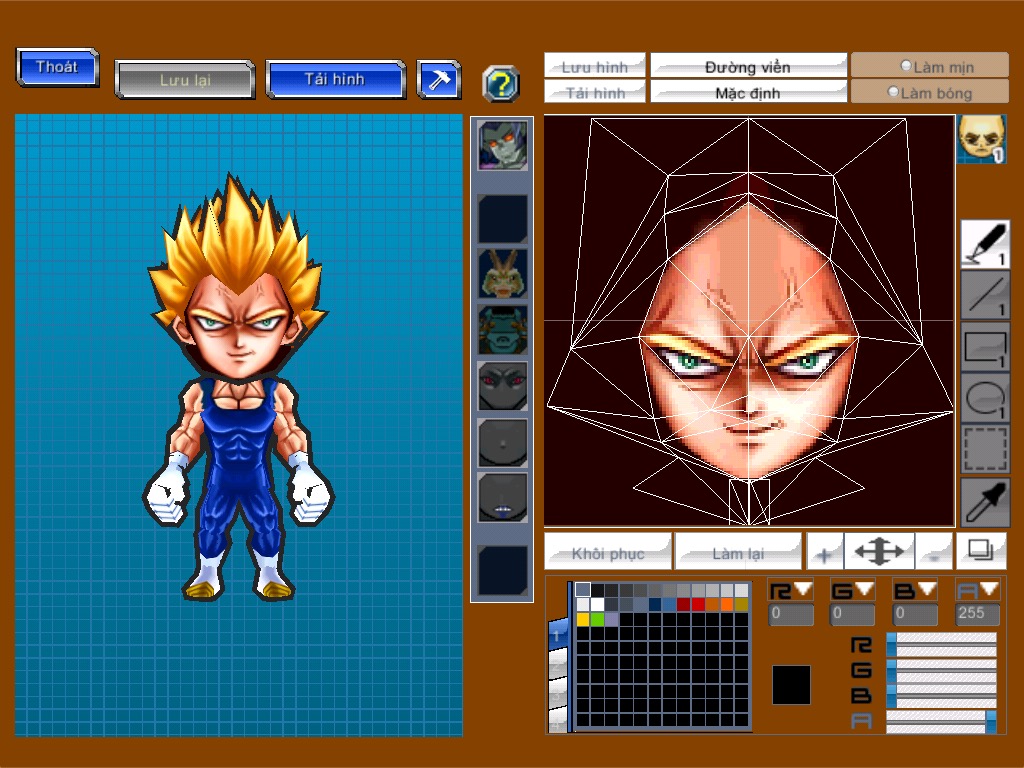 Thoát
Lưu lại
Tải hình
?
Lưu hình
Đường viền
Làm mịn
Tải hình
Mặc định
Làm bóng
1
1
1
1
1
Khôi phục
Làm lại
+
-
R
G
B
A
0
0
0
255
1
R
G
B
A